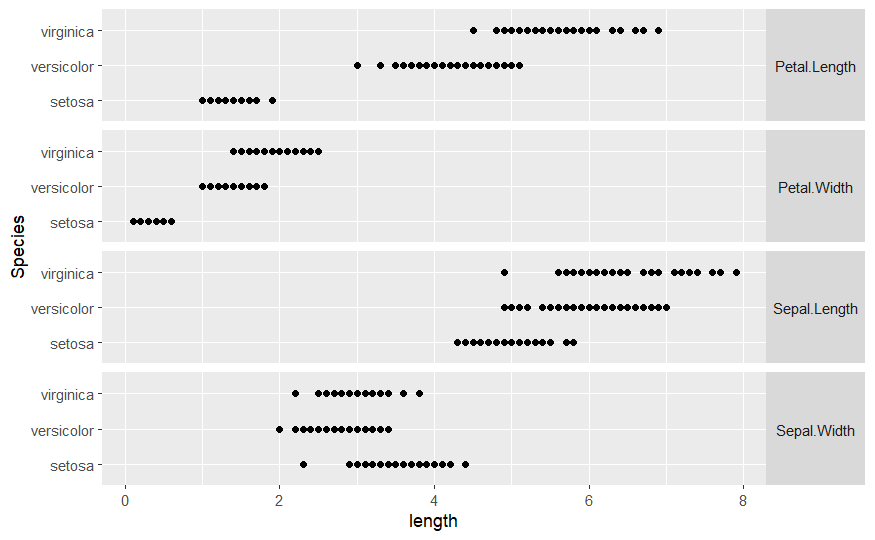 virginica
versicolor
setosa
Petal.Length
virginica
versicolor
setosa
Petal.Width
virginica
versicolor
setosa
Sepal.Length
virginica
versicolor
setosa
Sepal.Width
Species
0 2 4 6 8
length